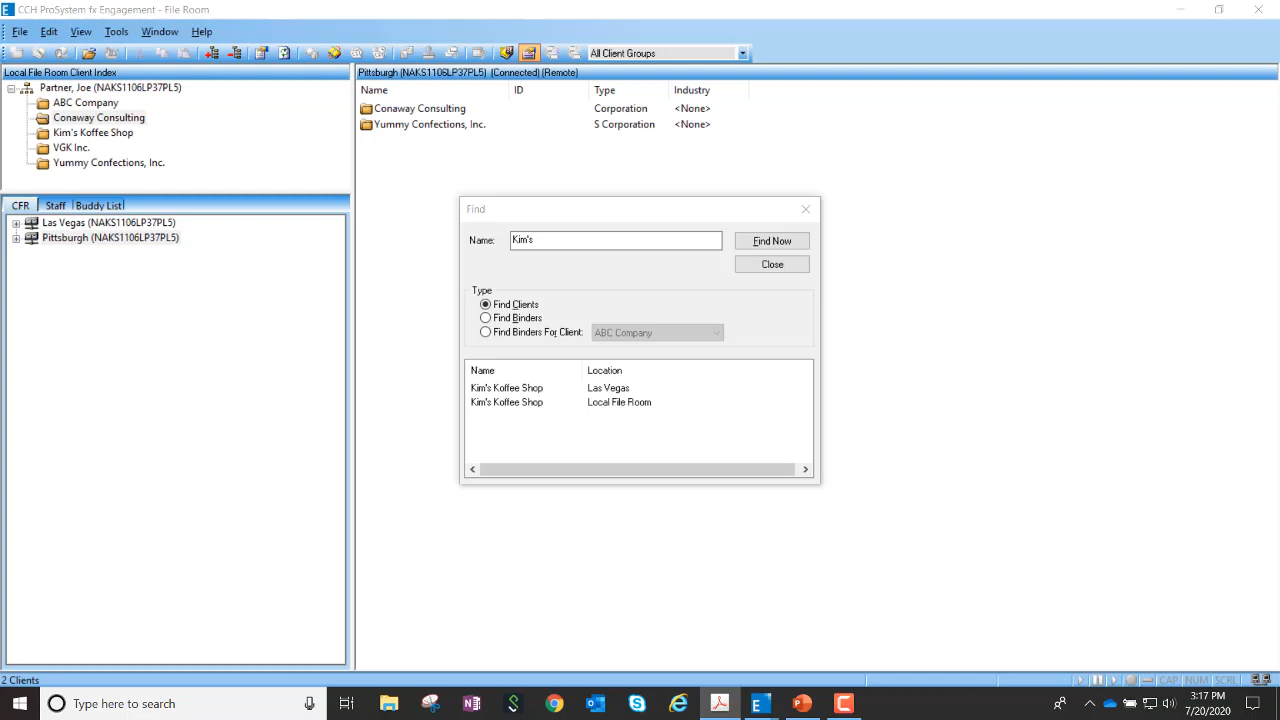 CCH ProSystem fx Engagement - File Room
File Edit View Tools Window Help
All Client Groups
Local File Room Client Index
Partner, Joe (NAKS1106LP37PL5)
ABC Company
Conaway Consulting
Kim's Koffee Shop
VGK Inc.
Yummy Confections, Inc.
CFR Staff Buddy List
Las Vegas (NAKS1106LP37PL5)
Pittsburgh (NAKS1106LP37PL5)
Pittsburgh (NAKS1106LP37PL5) (Connected) (Remote)
Name ID Type Industry
Conaway Consulting Corporation <None>
Yummy Confections, Inc. S Corporation <None>
Find
Name: Kim's Find Now
Close
Type
Find Clients
Find Binders
Find Binders For Client: ABC Company
Name Location
Kim's Koffee Shop Las Vegas
Kim's Koffee Shop Local File Room
2 Clients
CAP NUM SCRL
Type here to search
3:17 PM
7/20/2020